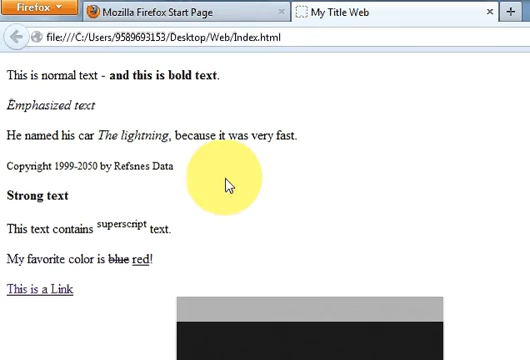 Firefox
Mozilla Firefox Start Page
My Title Web
file:///C:/Users/9589693153/Desktop/Web/Index.html
This is normal text - and this is bold text.
Emphasized text
He named his car The lightning, because it was very fast.
Copyright 1999-2050 by Refsnes Data
Strong text
This text contains superscript text.
My favorite color is blue red!
This is a Link